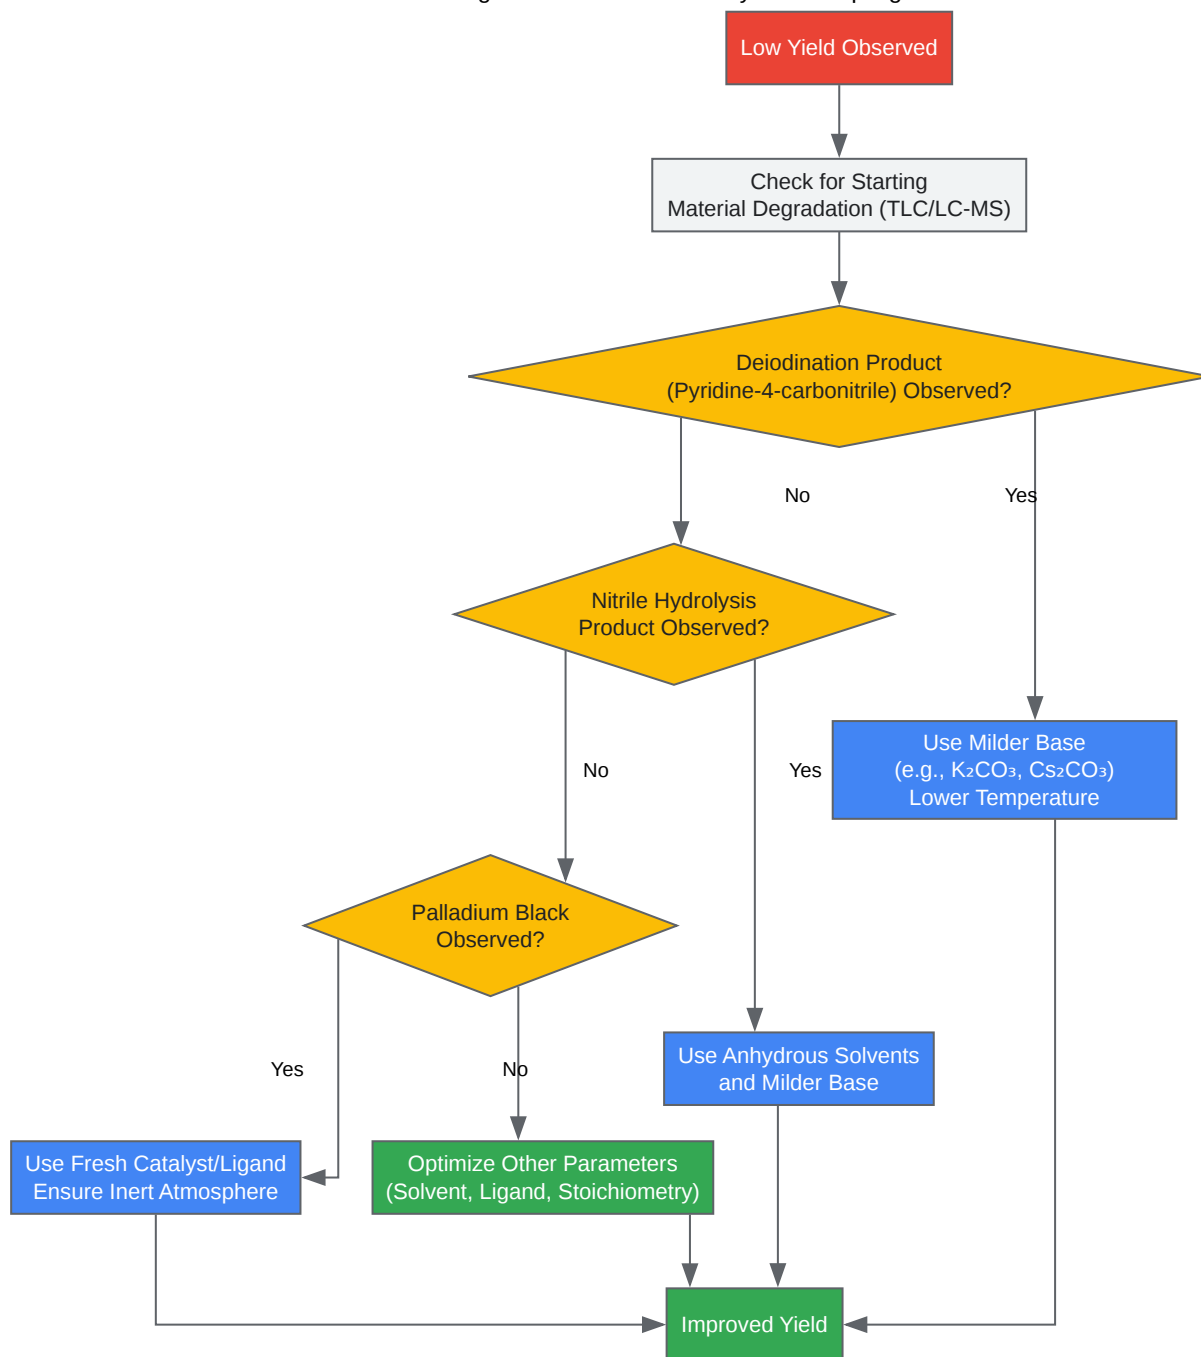 Low Yield Observed
Check for Starting
Material Degradation (TLC/LC-MS)
Deiodination Product
(Pyridine-4-carbonitrile) Observed?
No
Yes
Nitrile Hydrolysis
Product Observed?
Use Milder Base
(e.g., K₂CO₃, Cs₂CO₃)
Lower Temperature
No
Yes
Palladium Black
Observed?
Use Anhydrous Solvents
and Milder Base
Yes
No
Use Fresh Catalyst/Ligand
Ensure Inert Atmosphere
Optimize Other Parameters
(Solvent, Ligand, Stoichiometry)
Improved Yield